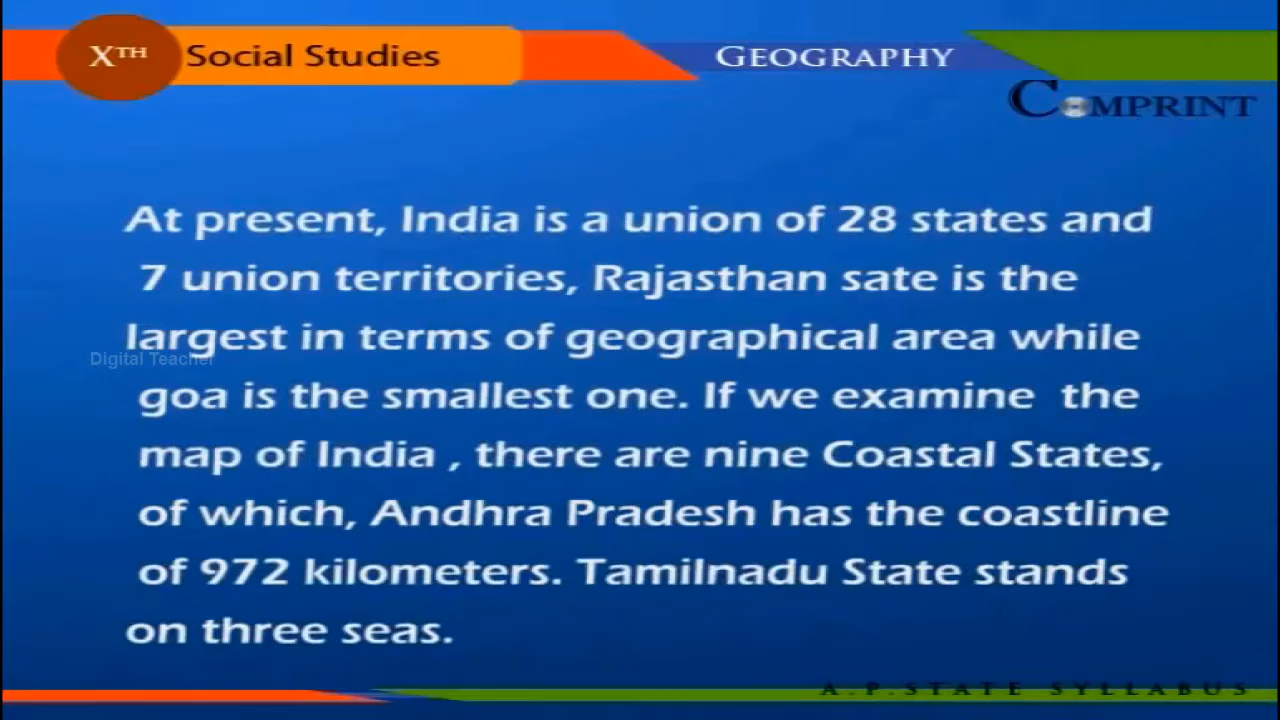 XTH Social Studies
GEOGRAPHY
COMPRINT
At present, India is a union of 28 states and
7 union territories, Rajasthan sate is the
largest in terms of geographical area while
Digital Teacher
goa is the smallest one. If we examine the
map of India , there are nine Coastal States,
of which, Andhra Pradesh has the coastline
of 972 kilometers. Tamilnadu State stands
on three seas.
A.P.STATE SYLLABUS